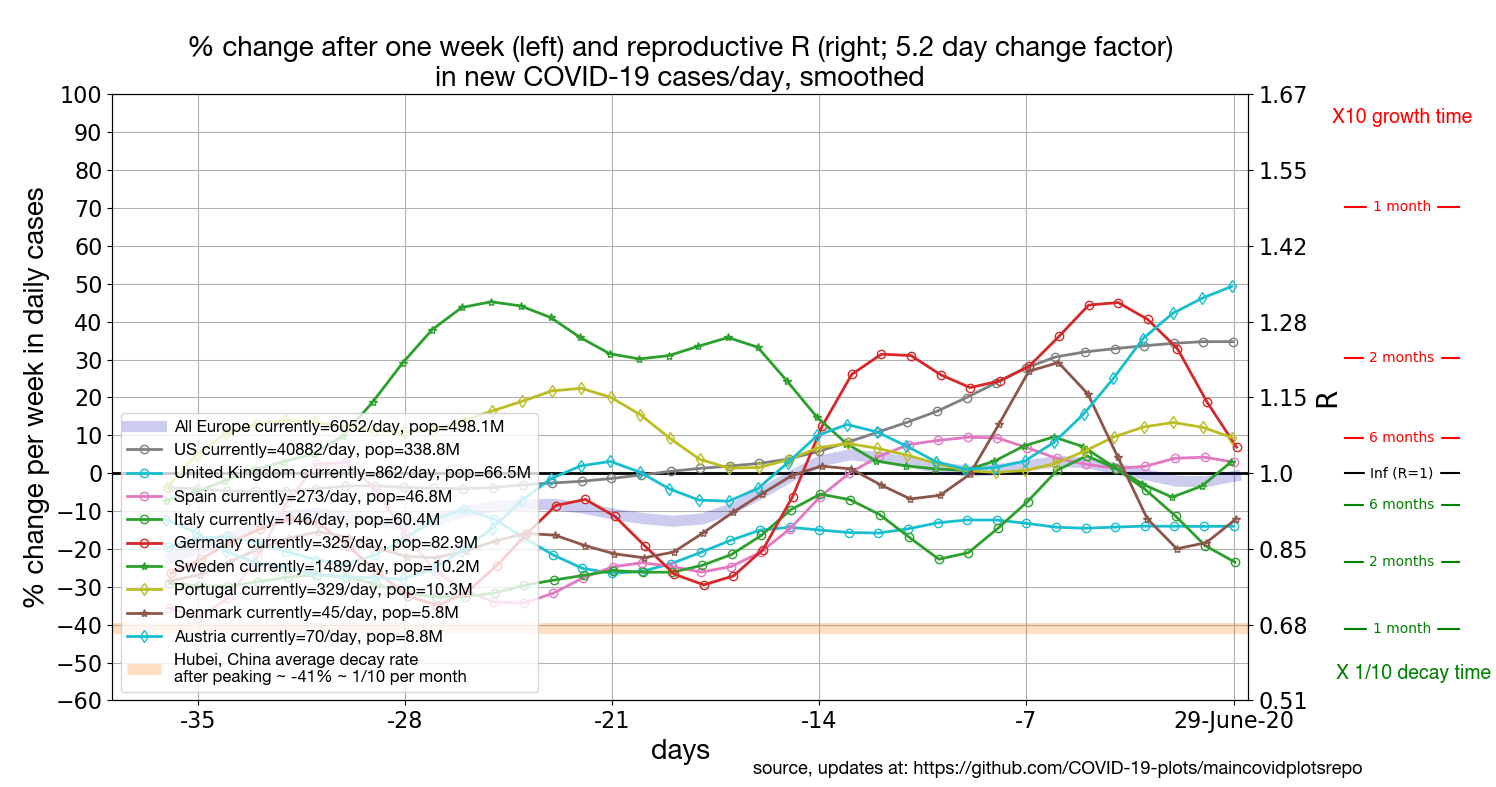 % change after one week (left) and reproductive R (right; 5.2 day change factor)
in new COVID-19 cases/day, smoothed
% change per week in daily cases
100
90
80
70
60
50
40
30
20
10
0
−10
−20
−30
−40
−50
−60
All Europe currently=6052/day, pop=498.1M
US currently=40882/day, pop=338.8M
United Kingdom currently=862/day, pop=66.5M
Spain currently=273/day, pop=46.8M
Italy currently=146/day, pop=60.4M
Germany currently=325/day, pop=82.9M
Sweden currently=1489/day, pop=10.2M
Portugal currently=329/day, pop=10.3M
Denmark currently=45/day, pop=5.8M
Austria currently=70/day, pop=8.8M
Hubei, China average decay rate
after peaking ~ -41% ~ 1/10 per month
-35
-28
-21
-14
-7
29-June-20
days
1.67
1.55
1.42
1.28
1.15
1.0
0.85
0.68
0.51
R
X10 growth time
1 month
2 months
6 months
Inf (R=1)
6 months
2 months
1 month
X 1/10 decay time
source, updates at: https://github.com/COVID-19-plots/maincovidplotsrepo